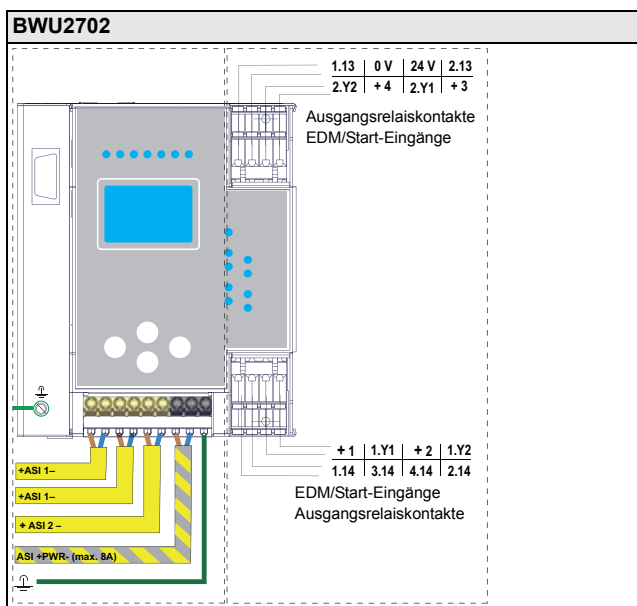 BWU2702
1.13 0 V 24 V 2.13
2.Y2 + 4 2.Y1 + 3
Ausgangsrelaiskontakte
EDM/Start-Eingänge
+ 1 1.Y1 + 2 1.Y2
1.14 3.14 4.14 2.14
EDM/Start-Eingänge
Ausgangsrelaiskontakte
+ASI 1–
+ASI 1–
+ ASI 2 –
ASI +PWR- (max. 8A)